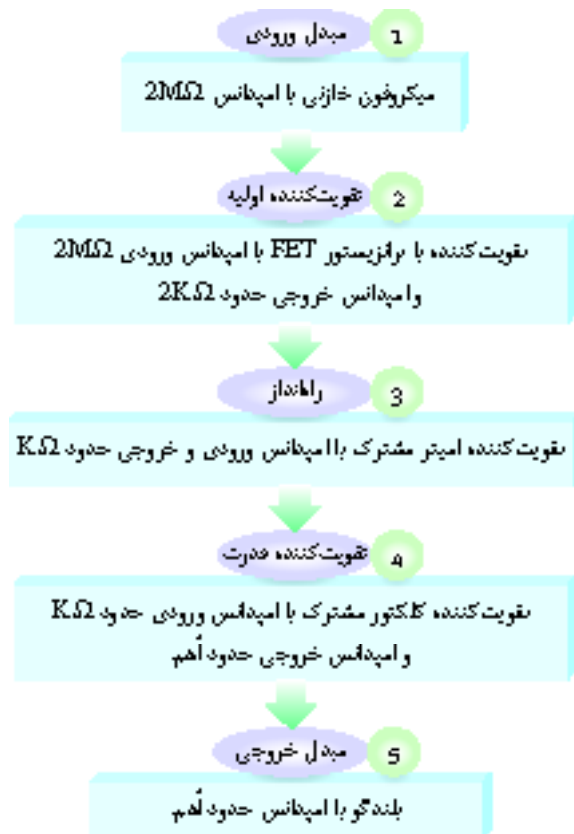 مبدل ورودی 1
میکروفون خازنی با امپدانس 2MΩ
تقویت‌کننده اولیه 2
تقویت‌کننده با ترانزیستور FET با امپدانس ورودی 2MΩ
و امپدانس خروجی حدود 2KΩ
راه‌انداز 3
تقویت‌کننده امیتر مشترک با امپدانس ورودی و خروجی حدود KΩ
تقویت‌کننده قدرت 4
تقویت‌کننده کلکتور مشترک با امپدانس ورودی حدود KΩ
و امپدانس خروجی حدود اُهم
مبدل خروجی 5
بلندگو با امپدانس حدود اُهم